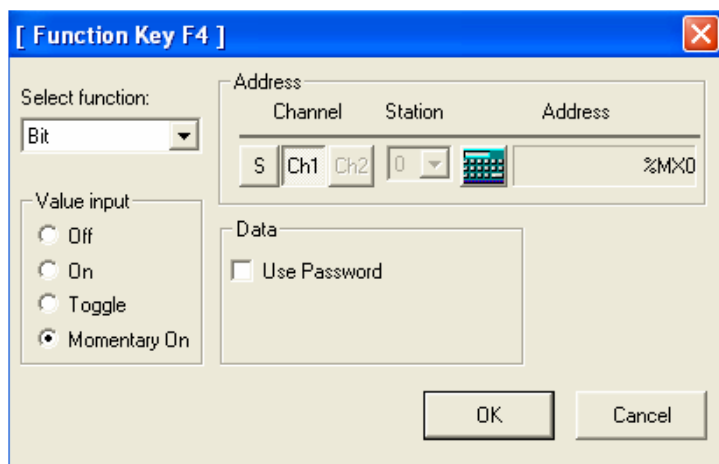 [ Function Key F4 ]
Select function:
Bit
Address
Channel Station Address
S Ch1 Ch2 0 %MX0
Value input
Off
On
Toggle
Momentary On
Data
Use Password
OK Cancel